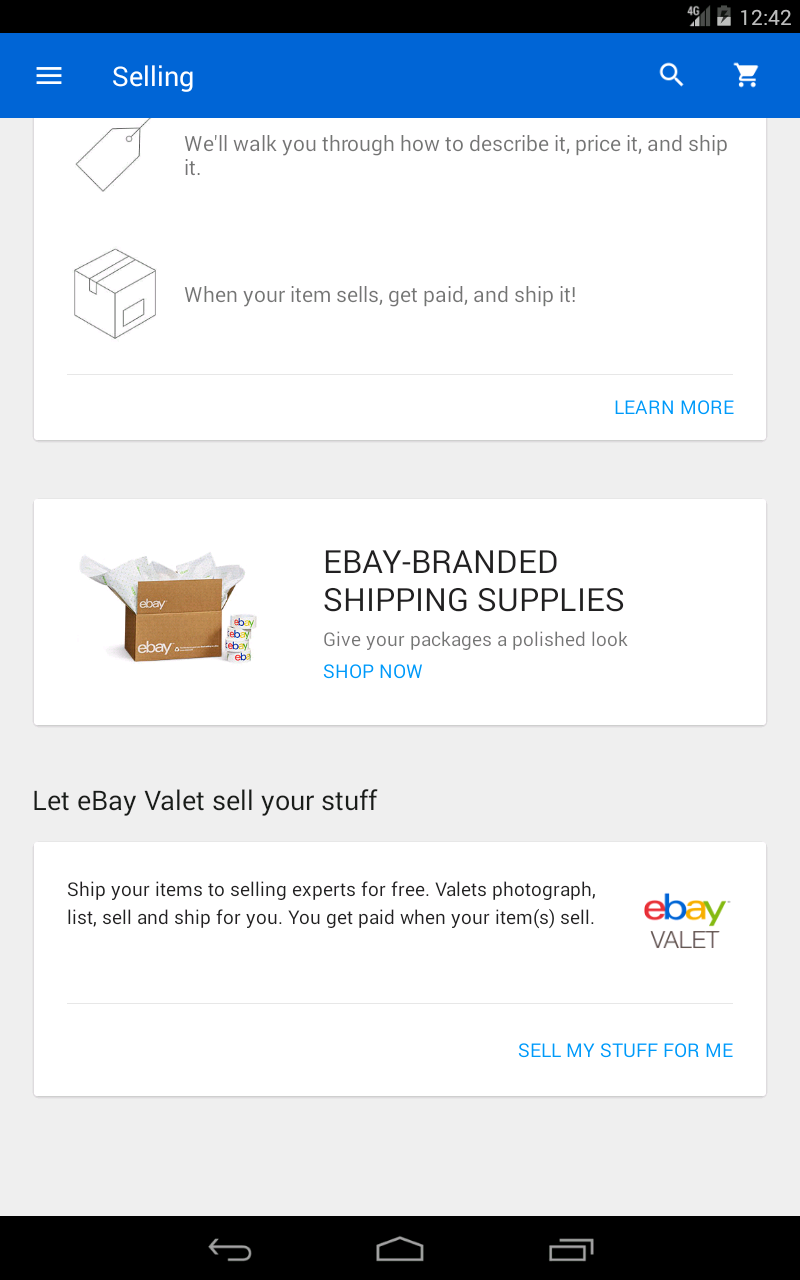 4G 12:42
Selling
We'll walk you through how to describe it, price it, and ship
it.
When your item sells, get paid, and ship it!
LEARN MORE
ebay
ebay
ebay
ebay
ebay
EBAY-BRANDED
SHIPPING SUPPLIES
Give your packages a polished look
SHOP NOW
Let eBay Valet sell your stuff
Ship your items to selling experts for free. Valets photograph,
list, sell and ship for you. You get paid when your item(s) sell.
ebay
VALET
SELL MY STUFF FOR ME